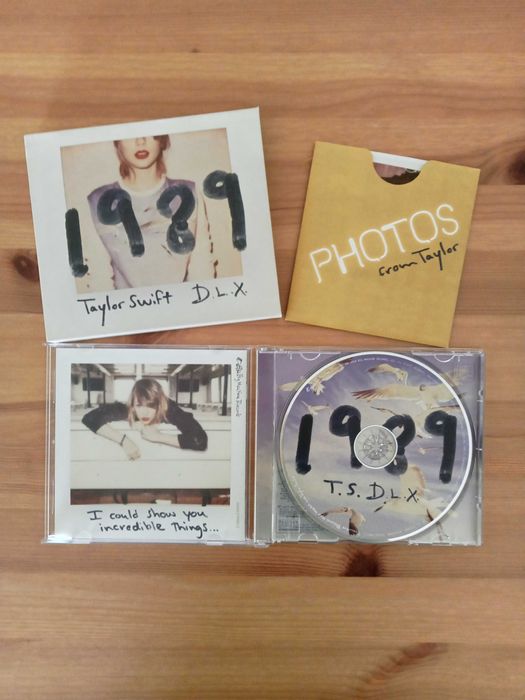 1989
Taylor Swift D.L.X.
PHOTOS
from Taylor
I could show you
incredible things...
1989
T.S. D.L.X.